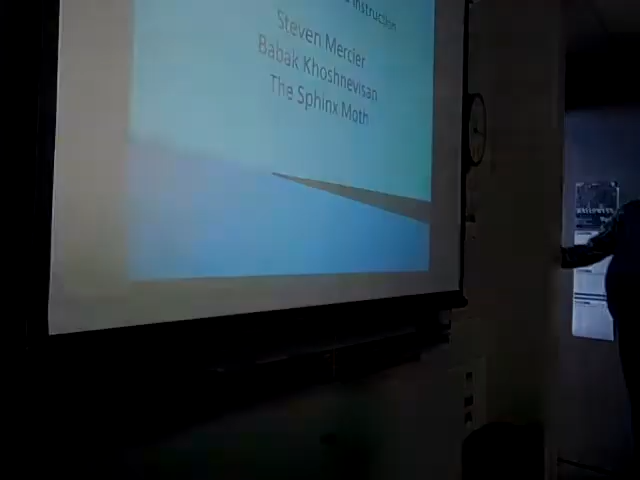 Instruction
Steven Mercier
Babak Khoshnevisan
The Sphinx Moth